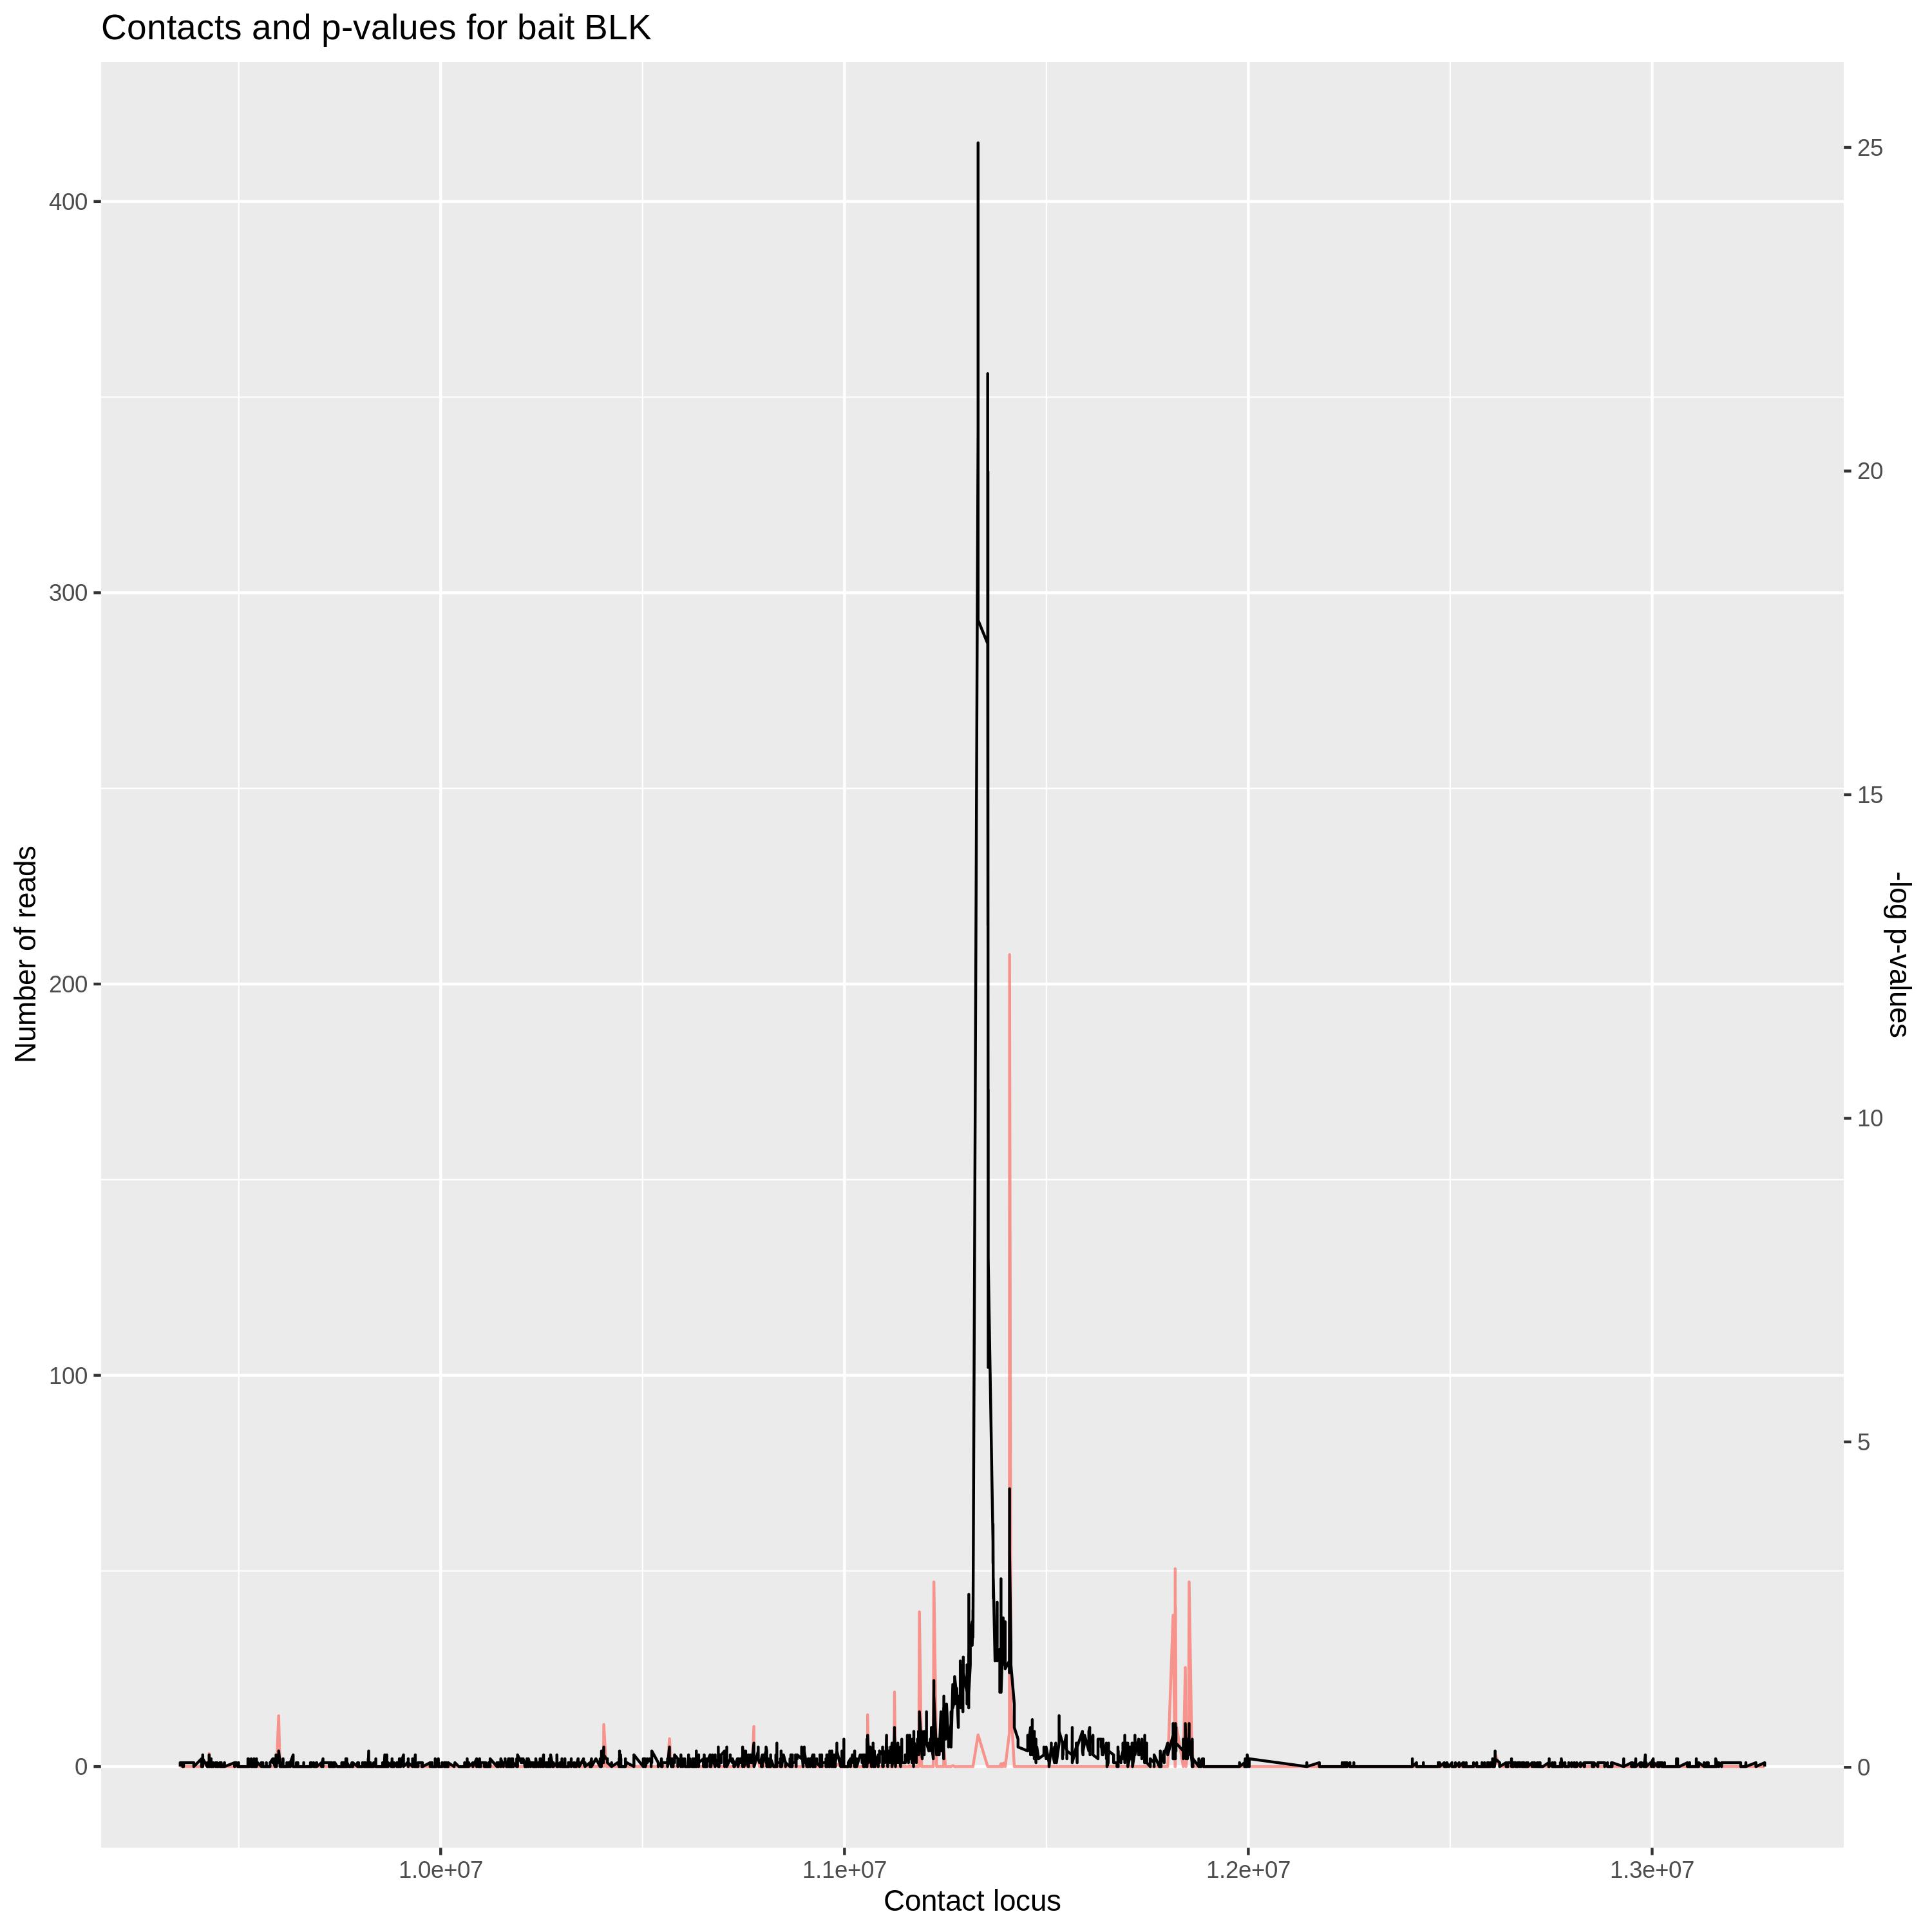 Contacts and p-values for bait BLK
400
300
200
100
0
25
20
15
10
5
0
Number of reads
-log p-values
1.0e+07
1.1e+07
1.2e+07
1.3e+07
Contact locus